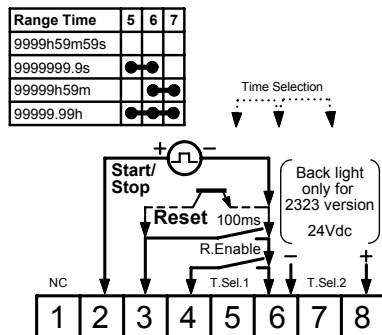 Range Time 5 6 7
9999h59m59s
9999999.9s
99999h59m
99999.99h
Time Selection
+ −
Start/
Stop
Back light
only for
2323 version
24Vdc
Reset 100ms
R.Enable
− +
NC T.Sel.1 T.Sel.2
1 2 3 4 5 6 7 8